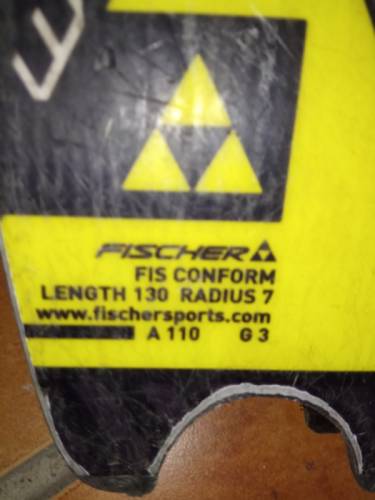 FISCHER
FIS CONFORM
LENGTH 130 RADIUS 7
www.fischersports.com
A 110 G 3